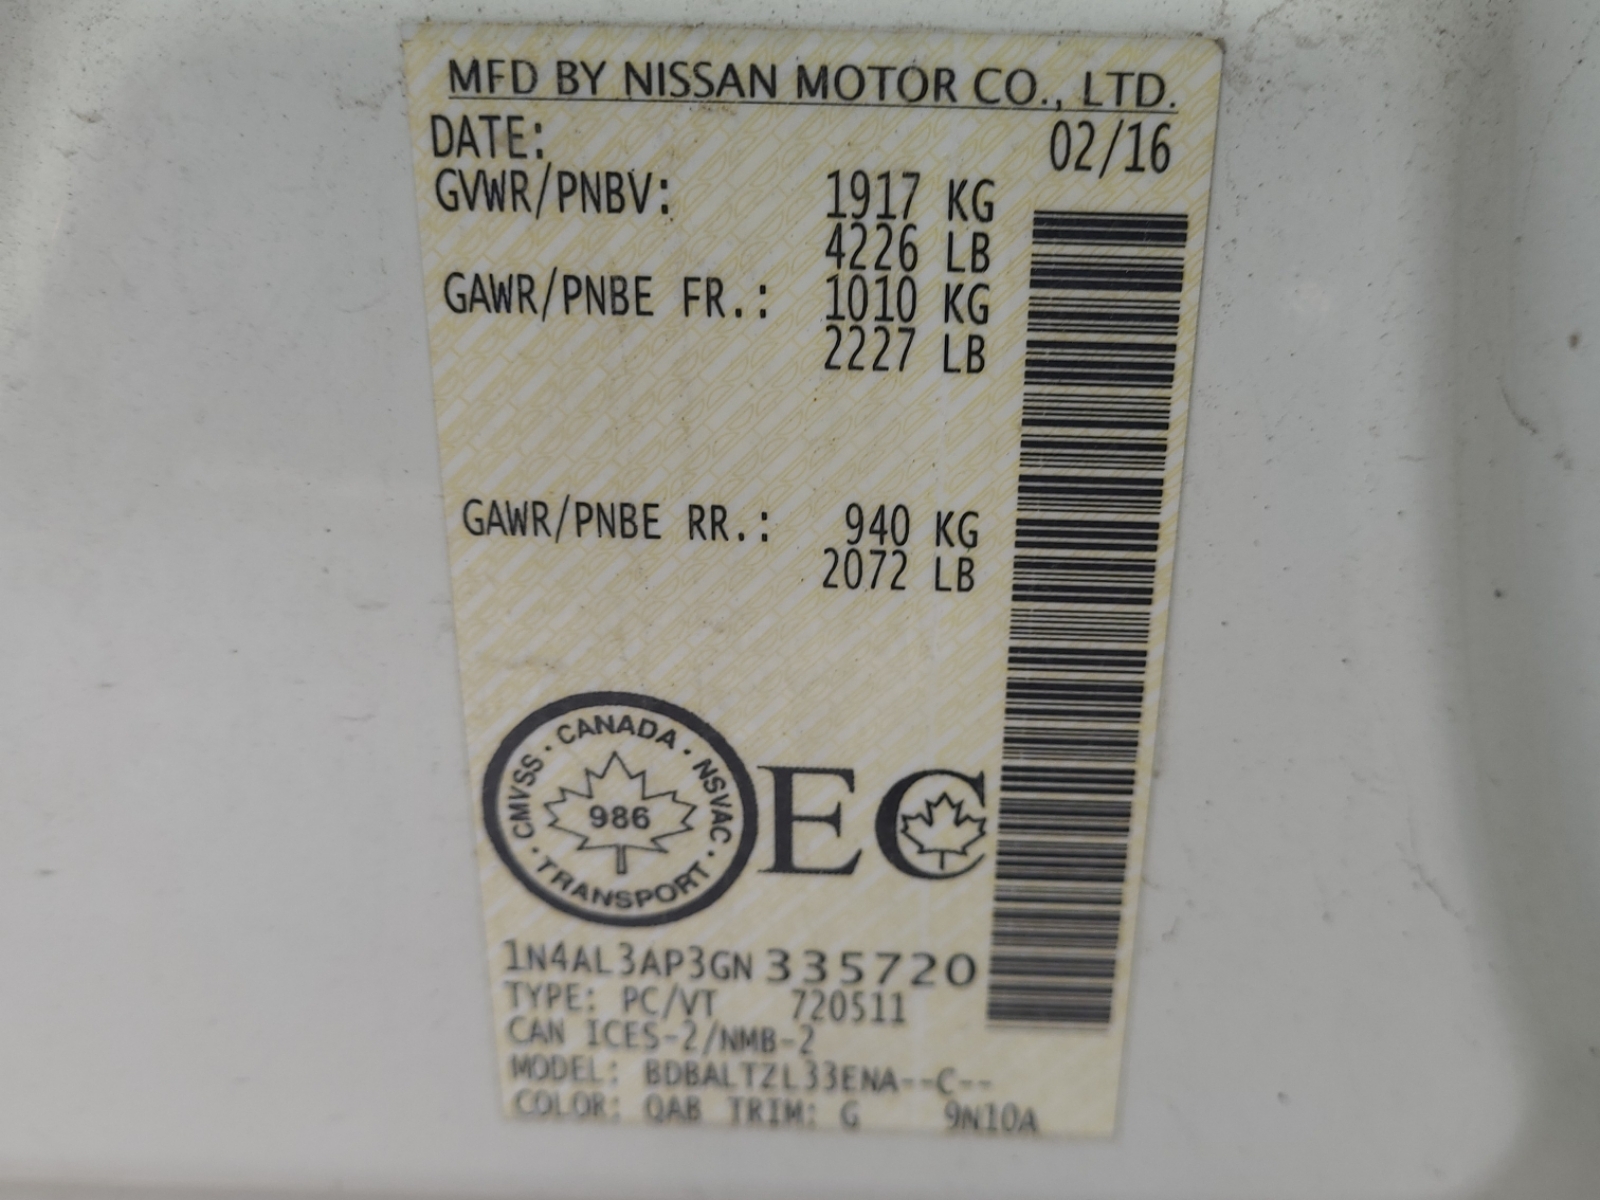 MFD BY NISSAN MOTOR CO., LTD.
DATE: 02/16
GVWR/PNBV: 1917 KG
4226 LB
GAWR/PNBE FR.: 1010 KG
2227 LB
GAWR/PNBE RR.: 940 KG
2072 LB
CMVSS · CANADA · NSVAC · TRANSPORT ·
986
EC
1N4AL3AP3GN335720
TYPE: PC/VT 720511
CAN ICES-2/NMB-2
MODEL: BDBALTZL33ENA--C--
COLOR: QAB TRIM: G 9N10A